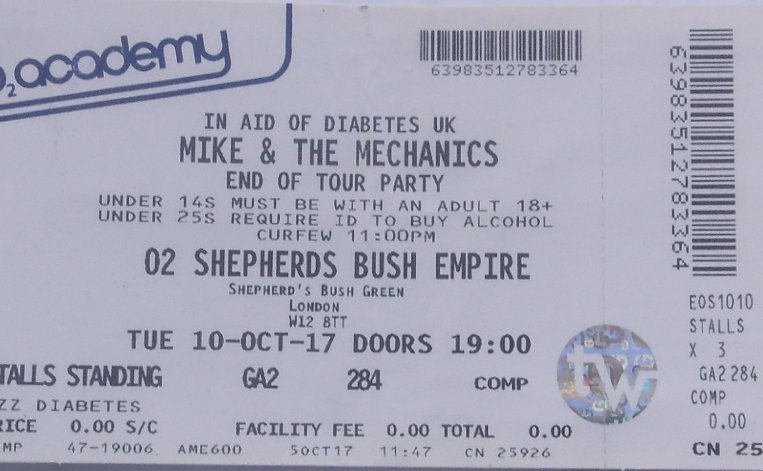 O2 academy
63983512783364
IN AID OF DIABETES UK
MIKE & THE MECHANICS
END OF TOUR PARTY
UNDER 14S MUST BE WITH AN ADULT 18+
UNDER 25S REQUIRE ID TO BUY ALCOHOL
CURFEW 11:00PM
O2 SHEPHERDS BUSH EMPIRE
SHEPHERD'S BUSH GREEN
LONDON
W12 8TT
TUE 10-OCT-17 DOORS 19:00
TALLS STANDING GA2 284 COMP
ZZ DIABETES
RICE 0.00 S/C FACILITY FEE 0.00 TOTAL 0.00
MP 47-19006 AME600 5OCT17 11:47 CN 25926
tw
63983512783364
EOS1010
STALLS
X 3
GA2 284
COMP
0.00
CN 25